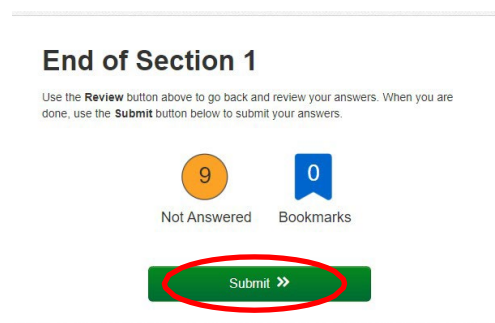 End of Section 1
Use the Review button above to go back and review your answers. When you are
done, use the Submit button below to submit your answers.
9
0
Not Answered
Bookmarks
Submit »